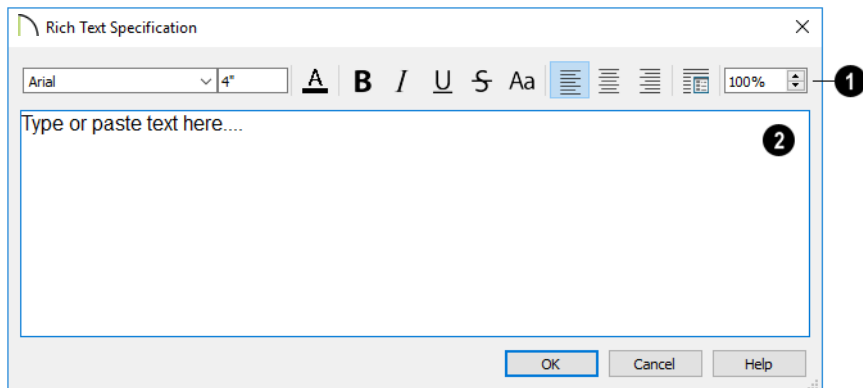 Rich Text Specification
Arial 4" A B I U S Aa 100% 1
Type or paste text here....
2
OK Cancel Help